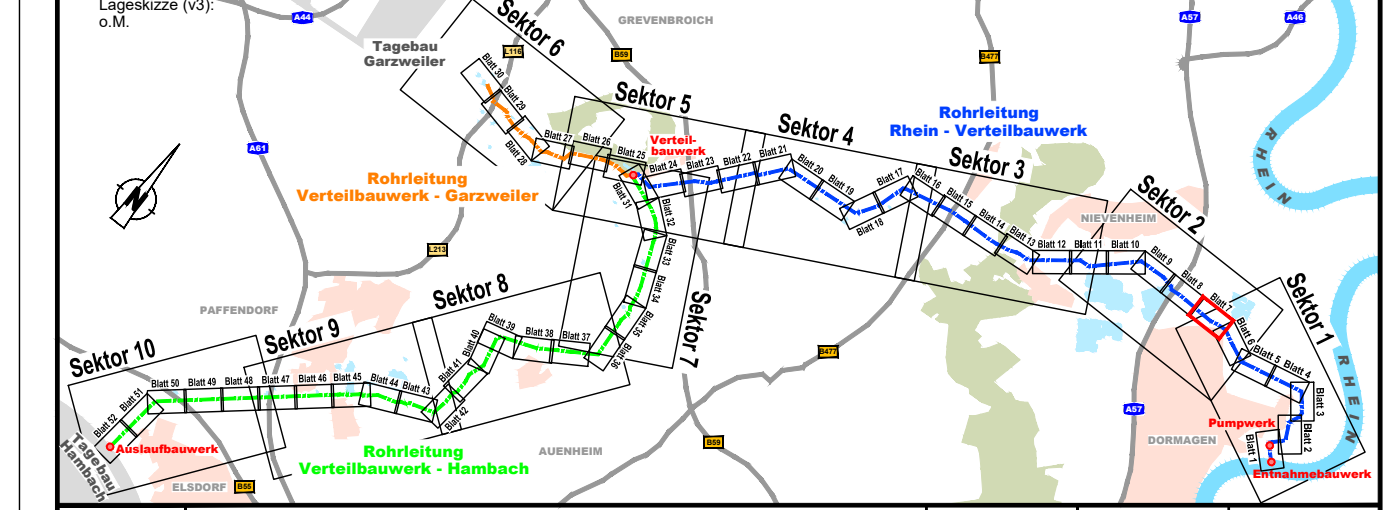 Lageskizze (v3):
o.M.
A44
Sektor 6
L116
GREVENBROICH
B59
A57
A46
B477
Tagebau
Garzweiler
Blatt 30
Blatt 29
Blatt 28
Blatt 27
Blatt 26
Blatt 25
Sektor 5
Sektor 4
Rohrleitung
Rhein - Verteilbauwerk
RHEIN
A61
Verteil-
bauwerk
Blatt 24
Blatt 23
Blatt 22
Blatt 21
Blatt 20
Blatt 19
Blatt 18
Blatt 17
Sektor 3
Blatt 16
Blatt 15
Blatt 14
Blatt 13
Blatt 12
Blatt 11
Blatt 10
Sektor 2
NIEVENHEIM
Blatt 9
Blatt 8
Blatt 7
N
Rohrleitung
Verteilbauwerk - Garzweiler
Blatt 31
Blatt 32
Blatt 33
Blatt 34
Blatt 35
Blatt 36
L213
Sektor 7
Sektor 1
Blatt 6
Blatt 5
Blatt 4
Blatt 3
Blatt 2
Blatt 1
RHEIN
PAFFENDORF
Sektor 8
Blatt 37
Blatt 38
Blatt 39
Blatt 40
Blatt 41
Blatt 42
B477
Sektor 9
Blatt 43
Blatt 44
Blatt 45
Blatt 46
Blatt 47
Blatt 48
Blatt 49
Blatt 50
Sektor 10
Blatt 51
Blatt 52
A57
Pumpwerk
DORMAGEN
Entnahmebauwerk
Auslaufbauwerk
Tagebau
Hambach
Rohrleitung
Verteilbauwerk - Hambach
AUENHEIM
B59
ELSDORF
B55